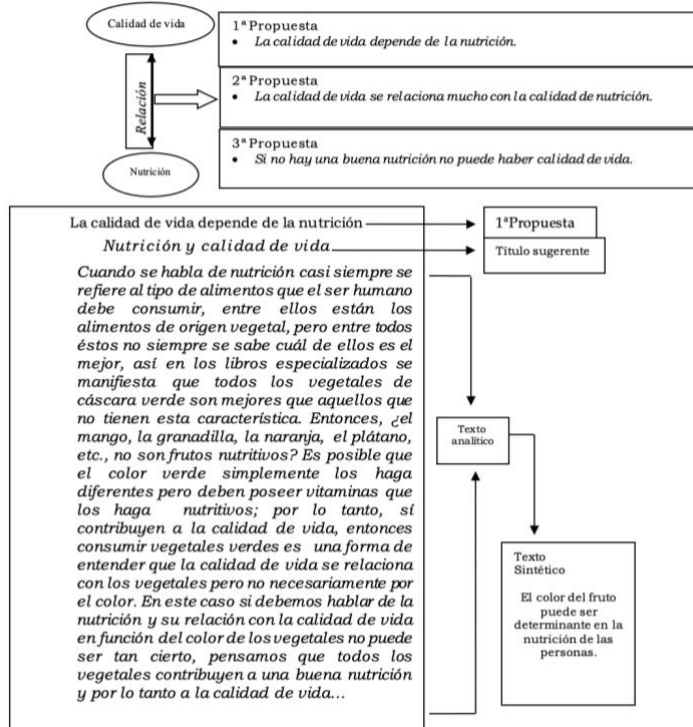 Calidad de vida
1ª Propuesta
• La calidad de vida depende de la nutrición.
Relación
2ª Propuesta
• La calidad de vida se relaciona mucho con la calidad de nutrición.
Nutrición
3ª Propuesta
• Si no hay una buena nutrición no puede haber calidad de vida.
La calidad de vida depende de la nutrición
1ªPropuesta
Nutrición y calidad de vida
Título sugerente
Cuando se habla de nutrición casi siempre se
refiere al tipo de alimentos que el ser humano
debe consumir, entre ellos están los
alimentos de origen vegetal, pero entre todos
éstos no siempre se sabe cuál de ellos es el
mejor, así en los libros especializados se
manifiesta que todos los vegetales de
cáscara verde son mejores que aquellos que
no tienen esta característica. Entonces, ¿el
mango, la granadilla, la naranja, el plátano,
etc., no son frutos nutritivos? Es posible que
el color verde simplemente los haga
diferentes pero deben poseer vitaminas que
los haga nutritivos; por lo tanto, sí
contribuyen a la calidad de vida, entonces
consumir vegetales verdes es una forma de
entender que la calidad de vida se relaciona
con los vegetales pero no necesariamente por
el color. En este caso si debemos hablar de la
nutrición y su relación con la calidad de vida
en función del color de los vegetales no puede
ser tan cierto, pensamos que todos los
vegetales contribuyen a una buena nutrición
y por lo tanto a la calidad de vida...
Texto
analítico
Texto
Sintético
El color del fruto
puede ser
determinante en la
nutrición de las
personas.